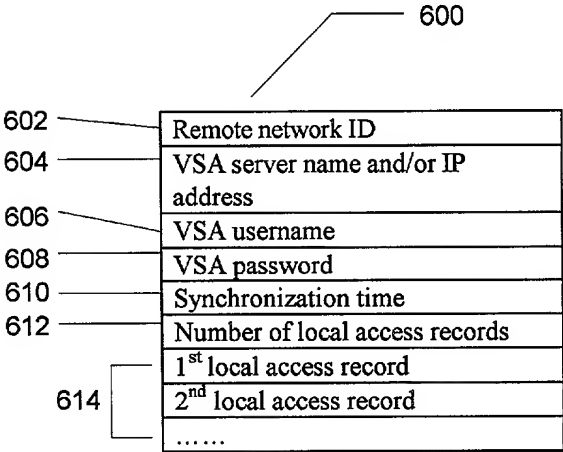 600
602 Remote network ID
604 VSA server name and/or IP
address
606 VSA username
608 VSA password
610 Synchronization time
612 Number of local access records
1st local access record
614 2nd local access record
......